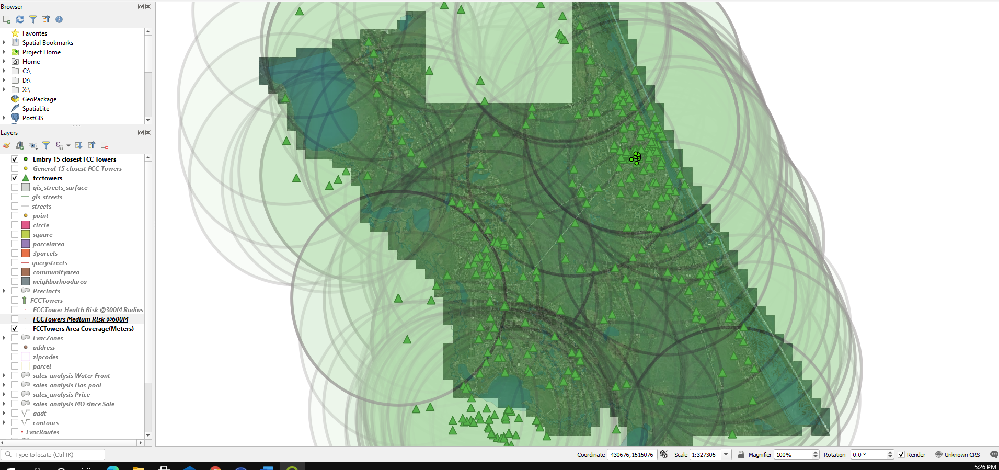 Browser
Favorites
Spatial Bookmarks
Project Home
Home
C:\
D:\
X:\
GeoPackage
SpatiaLite
PostGIS
Layers
Embry 15 closest FCC Towers
General 15 closest FCC Towers
fcctowers
gis_streets_surface
gis_streets
streets
point
circle
square
parcelarea
3parcels
querystreets
communityarea
neighborhoodarea
Precincts
FCCTowers
FCCTower Health Risk @300M Radius
FCCTowers Medium Risk @600M
FCCTowers Area Coverage(Meters)
EvacZones
address
zipcodes
parcel
sales_analysis Water Front
sales_analysis Has_pool
sales_analysis Price
sales_analysis MO since Sale
aadt
contours
EvacRoutes
Type to locate (Ctrl+K)
Coordinate 430676,1616076 Scale 1:327306 Magnifier 100% Rotation 0.0 ° Render Unknown CRS
5:26 PM